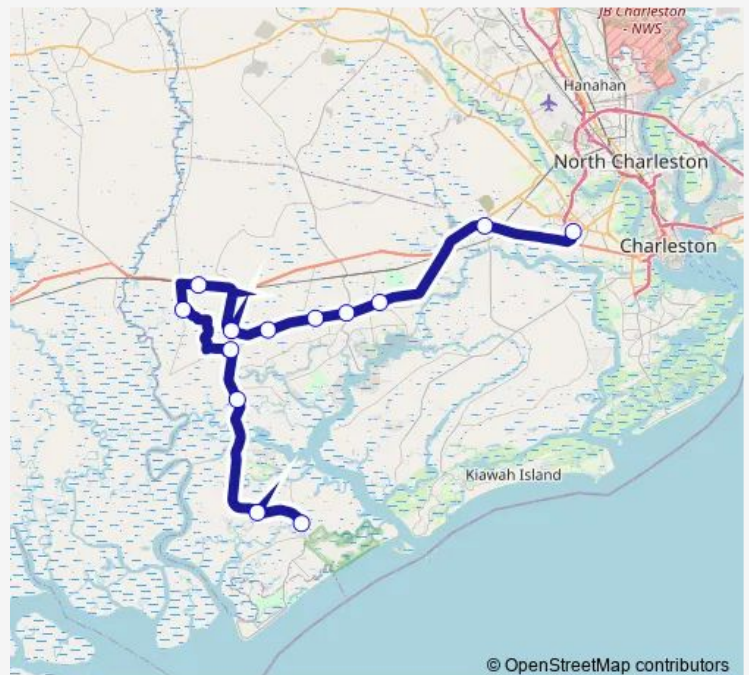 JB Charleston
- NWS
Hanahan
North Charleston
Charleston
Kiawah Island
© OpenStreetMap contributors